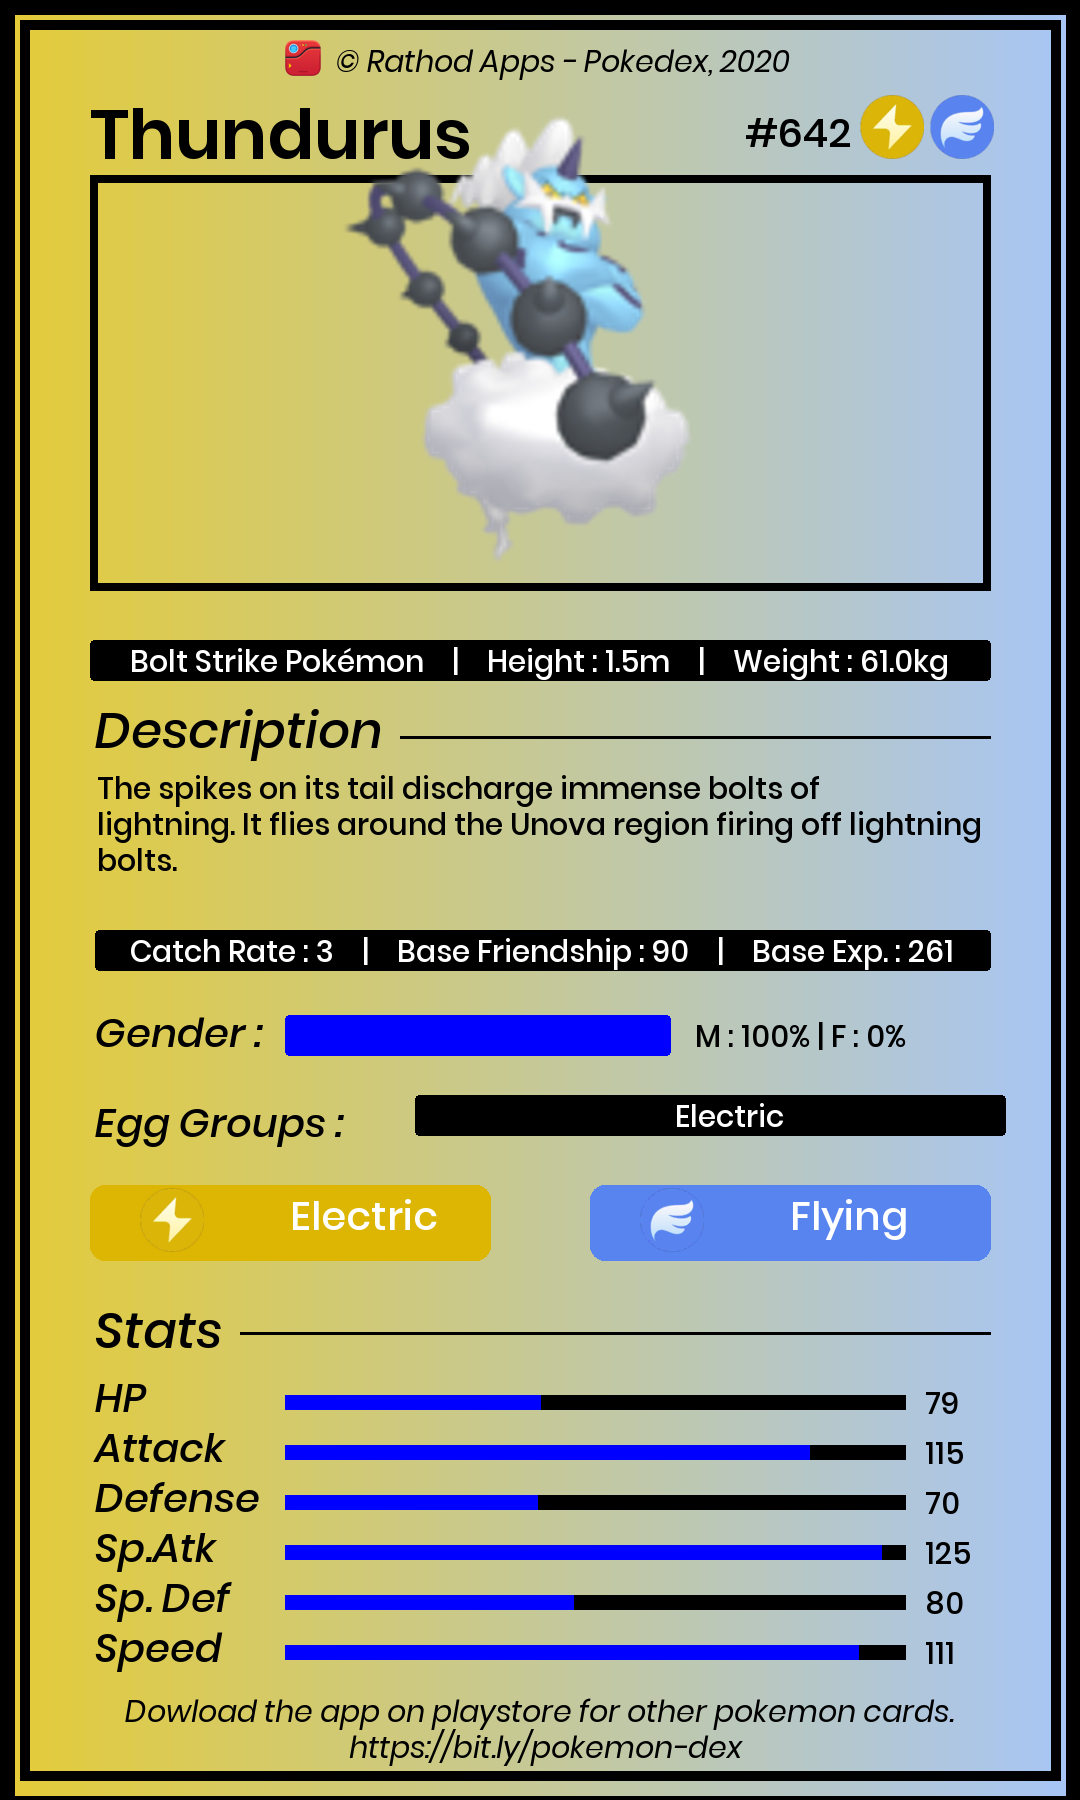 © Rathod Apps - Pokedex, 2020
Thundurus #642
Bolt Strike Pokémon | Height : 1.5m | Weight : 61.0kg
Description
The spikes on its tail discharge immense bolts of
lightning. It flies around the Unova region firing off lightning
bolts.
Catch Rate : 3 | Base Friendship : 90 | Base Exp. : 261
Gender : M : 100% | F : 0%
Egg Groups : Electric
Electric Flying
Stats
HP 79
Attack 115
Defense 70
Sp.Atk 125
Sp. Def 80
Speed 111
Dowload the app on playstore for other pokemon cards.
https://bit.ly/pokemon-dex